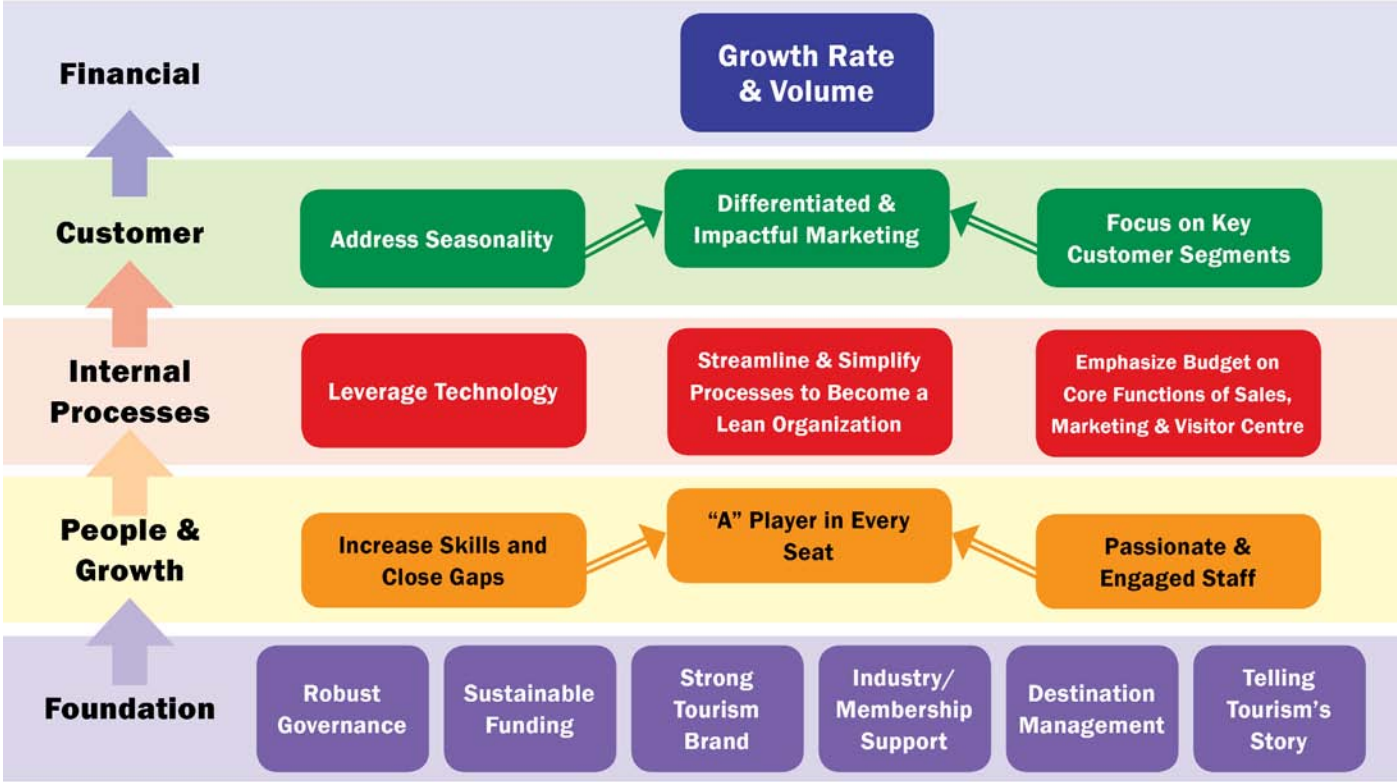 Financial
Growth Rate
& Volume
Customer
Address Seasonality
Differentiated &
Impactful Marketing
Focus on Key
Customer Segments
Internal
Processes
Leverage Technology
Streamline & Simplify
Processes to Become a
Lean Organization
Emphasize Budget on
Core Functions of Sales,
Marketing & Visitor Centre
People &
Growth
Increase Skills and
Close Gaps
“A” Player in Every
Seat
Passionate &
Engaged Staff
Foundation
Robust
Governance
Sustainable
Funding
Strong
Tourism
Brand
Industry/
Membership
Support
Destination
Management
Telling
Tourism’s
Story